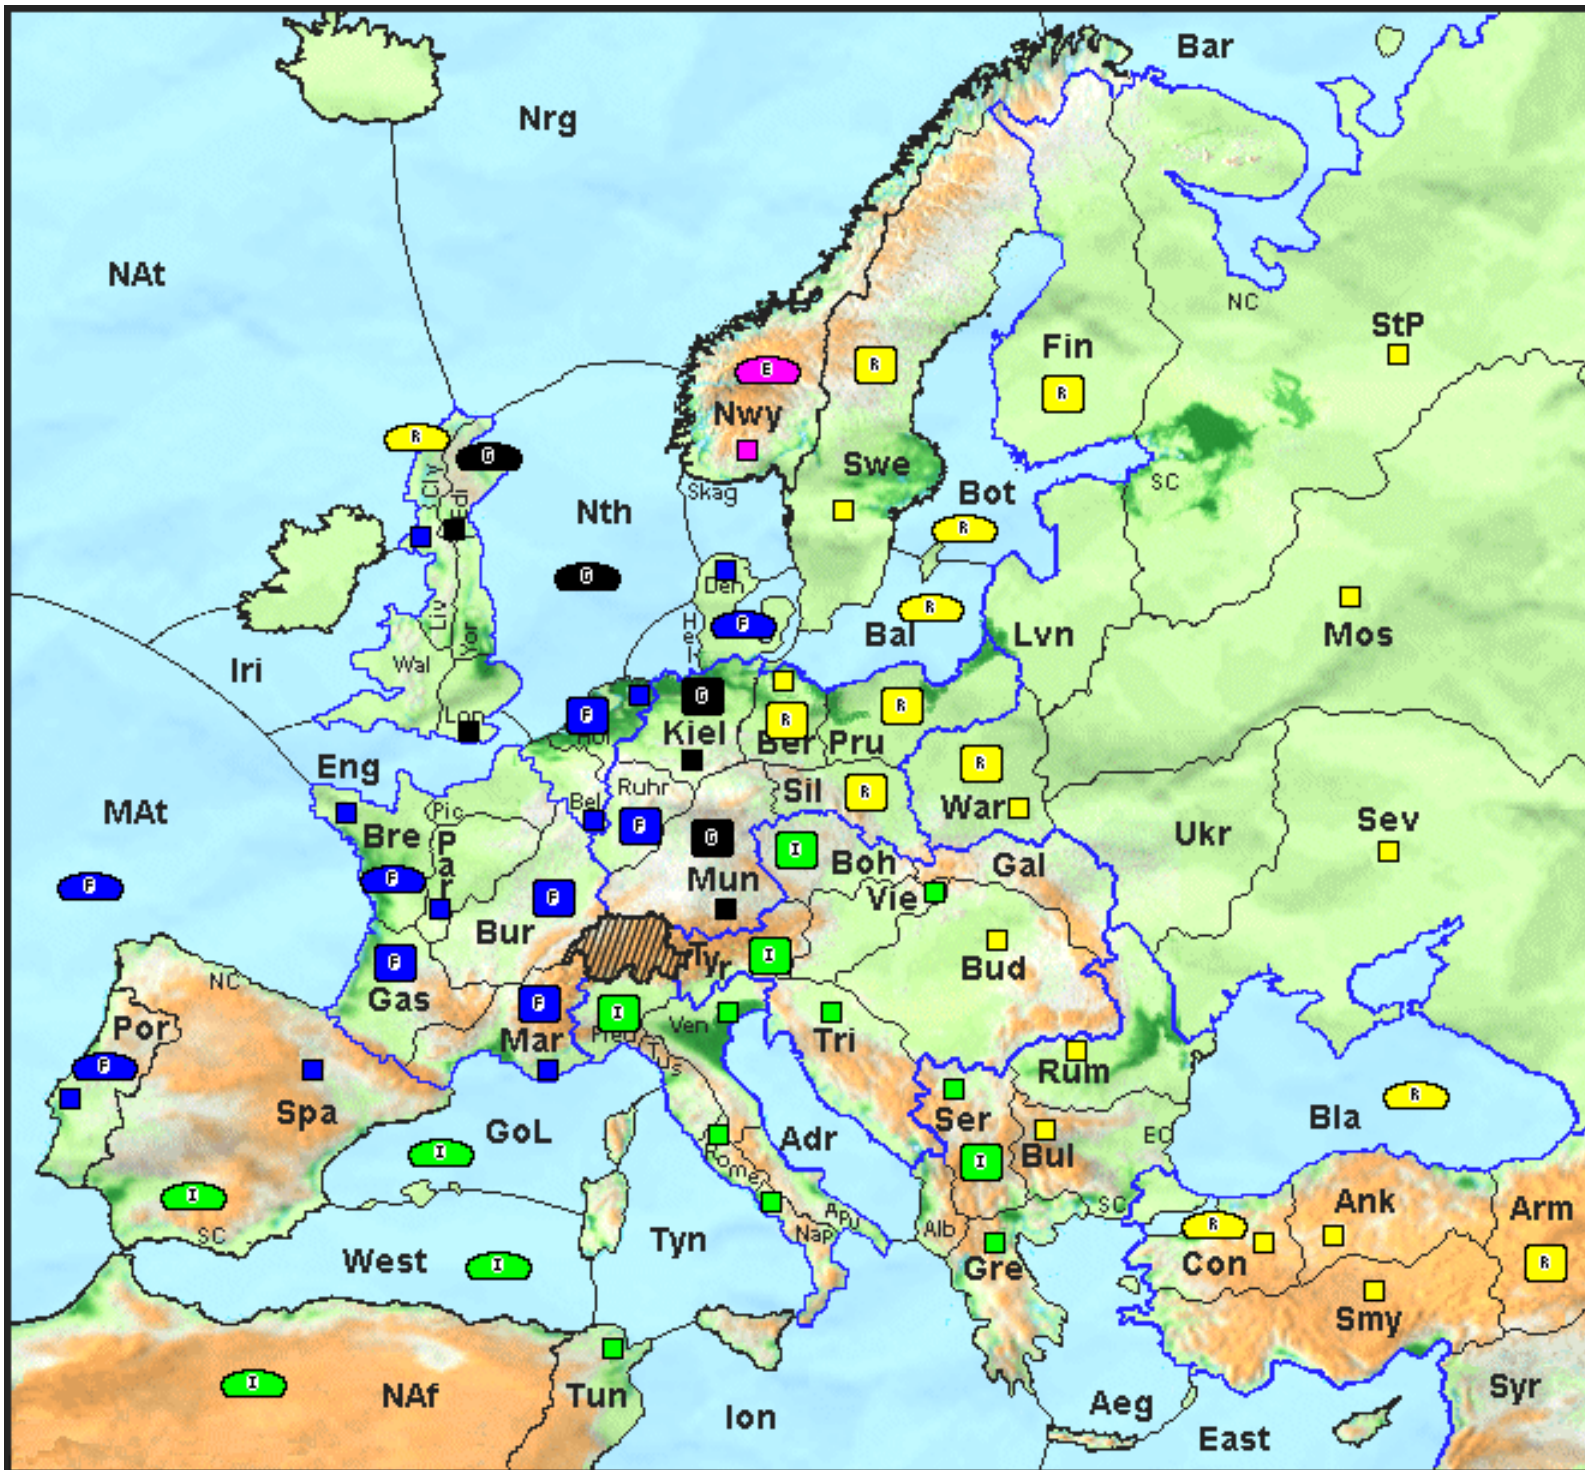 Bar
Nrg
NAt
NC
StP
Fin
E
R
R
Nwy
R
G
Cly
Edi
Swe
SC
Skag
Bot
Nth
R
G
Den
Hel
F
R
Bal
Lvn
Mos
Liv
Yor
Wal
Iri
Lon
F
Hol
G
Kiel
R
Ber
R
Pru
Eng
Ruhr
Sil
R
R
War
Bel
Pic
MAt
Bre
Par
F
G
I
Boh
Gal
Ukr
Sev
F
F
F
Mun
Vie
Bur
F
Gas
Tyr
I
Bud
NC
Por
F
F
Mar
I
Pied
Ven
Tus
Tri
Rum
F
Spa
GoL
Adr
Ser
Bul
EC
Bla
R
I
Rome
I
I
SC
West
I
Tyn
Nap
Apu
Alb
Gre
SC
R
Con
Ank
Arm
R
Smy
I
NAf
Tun
Ion
Aeg
East
Syr